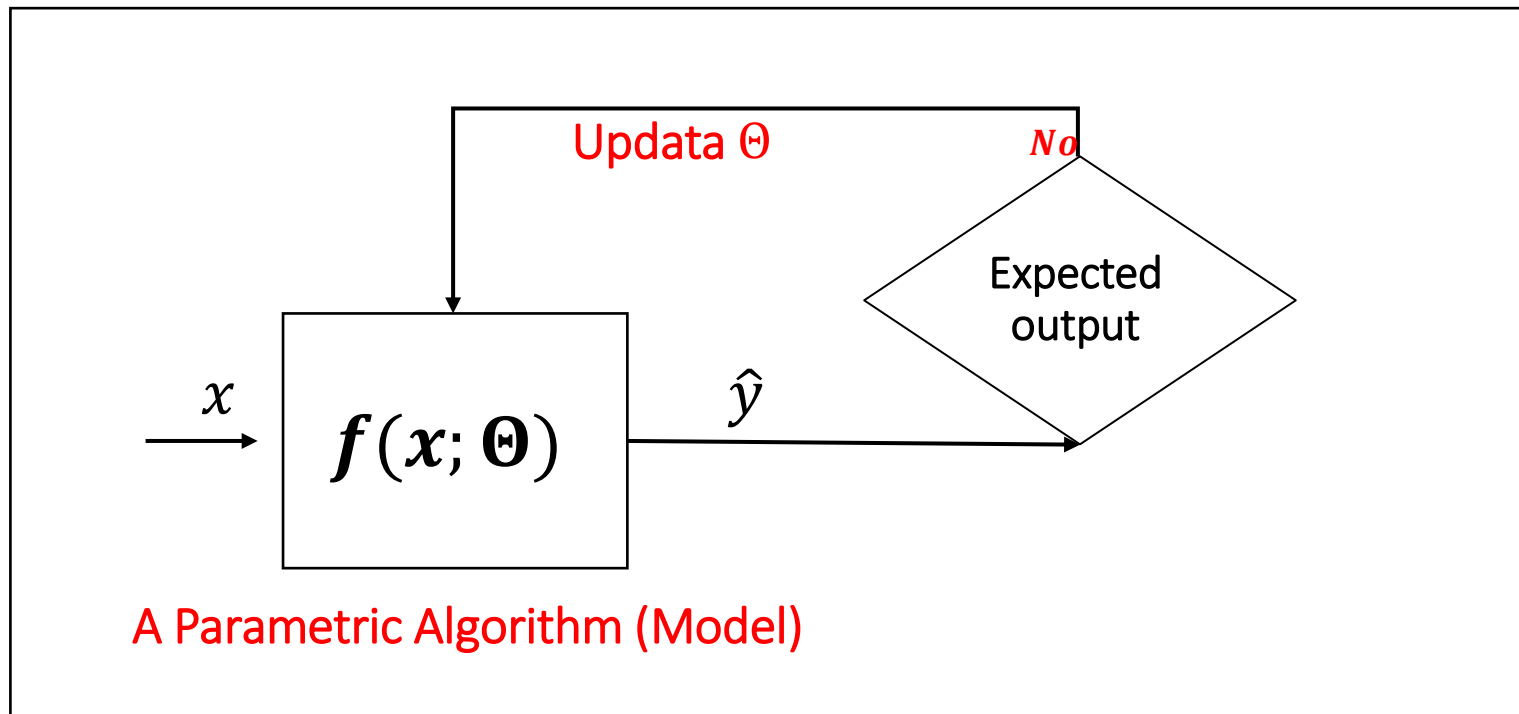 Updata Θ
No
Expected
output
x
f(x; Θ)
ŷ
A Parametric Algorithm (Model)